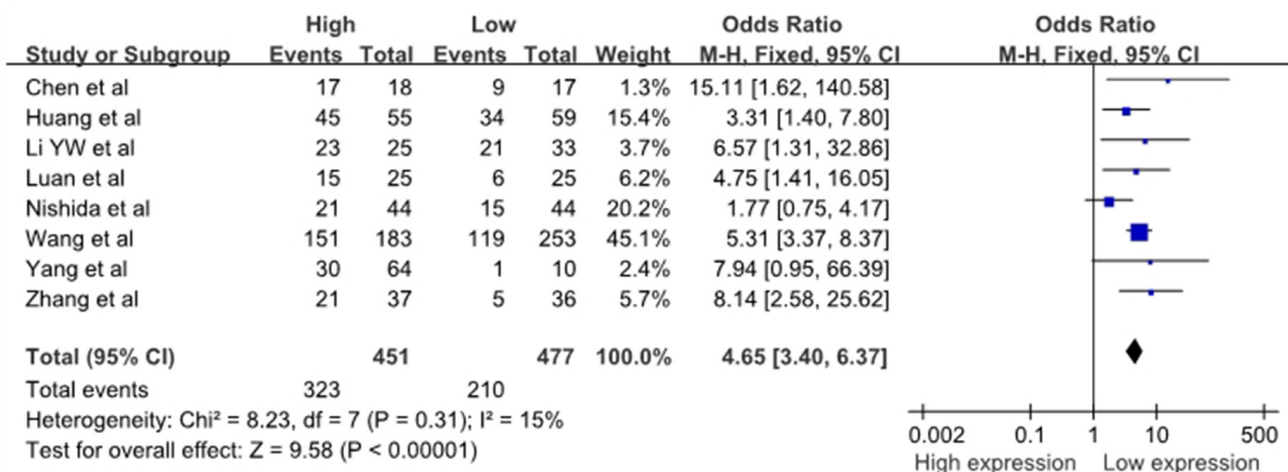 High Low Odds Ratio Odds Ratio
Study or Subgroup Events Total Events Total Weight M-H, Fixed, 95% CI M-H, Fixed, 95% CI
Chen et al 17 18 9 17 1.3% 15.11 [1.62, 140.58]
Huang et al 45 55 34 59 15.4% 3.31 [1.40, 7.80]
Li YW et al 23 25 21 33 3.7% 6.57 [1.31, 32.86]
Luan et al 15 25 6 25 6.2% 4.75 [1.41, 16.05]
Nishida et al 21 44 15 44 20.2% 1.77 [0.75, 4.17]
Wang et al 151 183 119 253 45.1% 5.31 [3.37, 8.37]
Yang et al 30 64 1 10 2.4% 7.94 [0.95, 66.39]
Zhang et al 21 37 5 36 5.7% 8.14 [2.58, 25.62]
Total (95% CI) 451 477 100.0% 4.65 [3.40, 6.37]
Total events 323 210
Heterogeneity: Chi² = 8.23, df = 7 (P = 0.31); I² = 15%
Test for overall effect: Z = 9.58 (P < 0.00001)
0.002 0.1 1 10 500
High expression Low expression